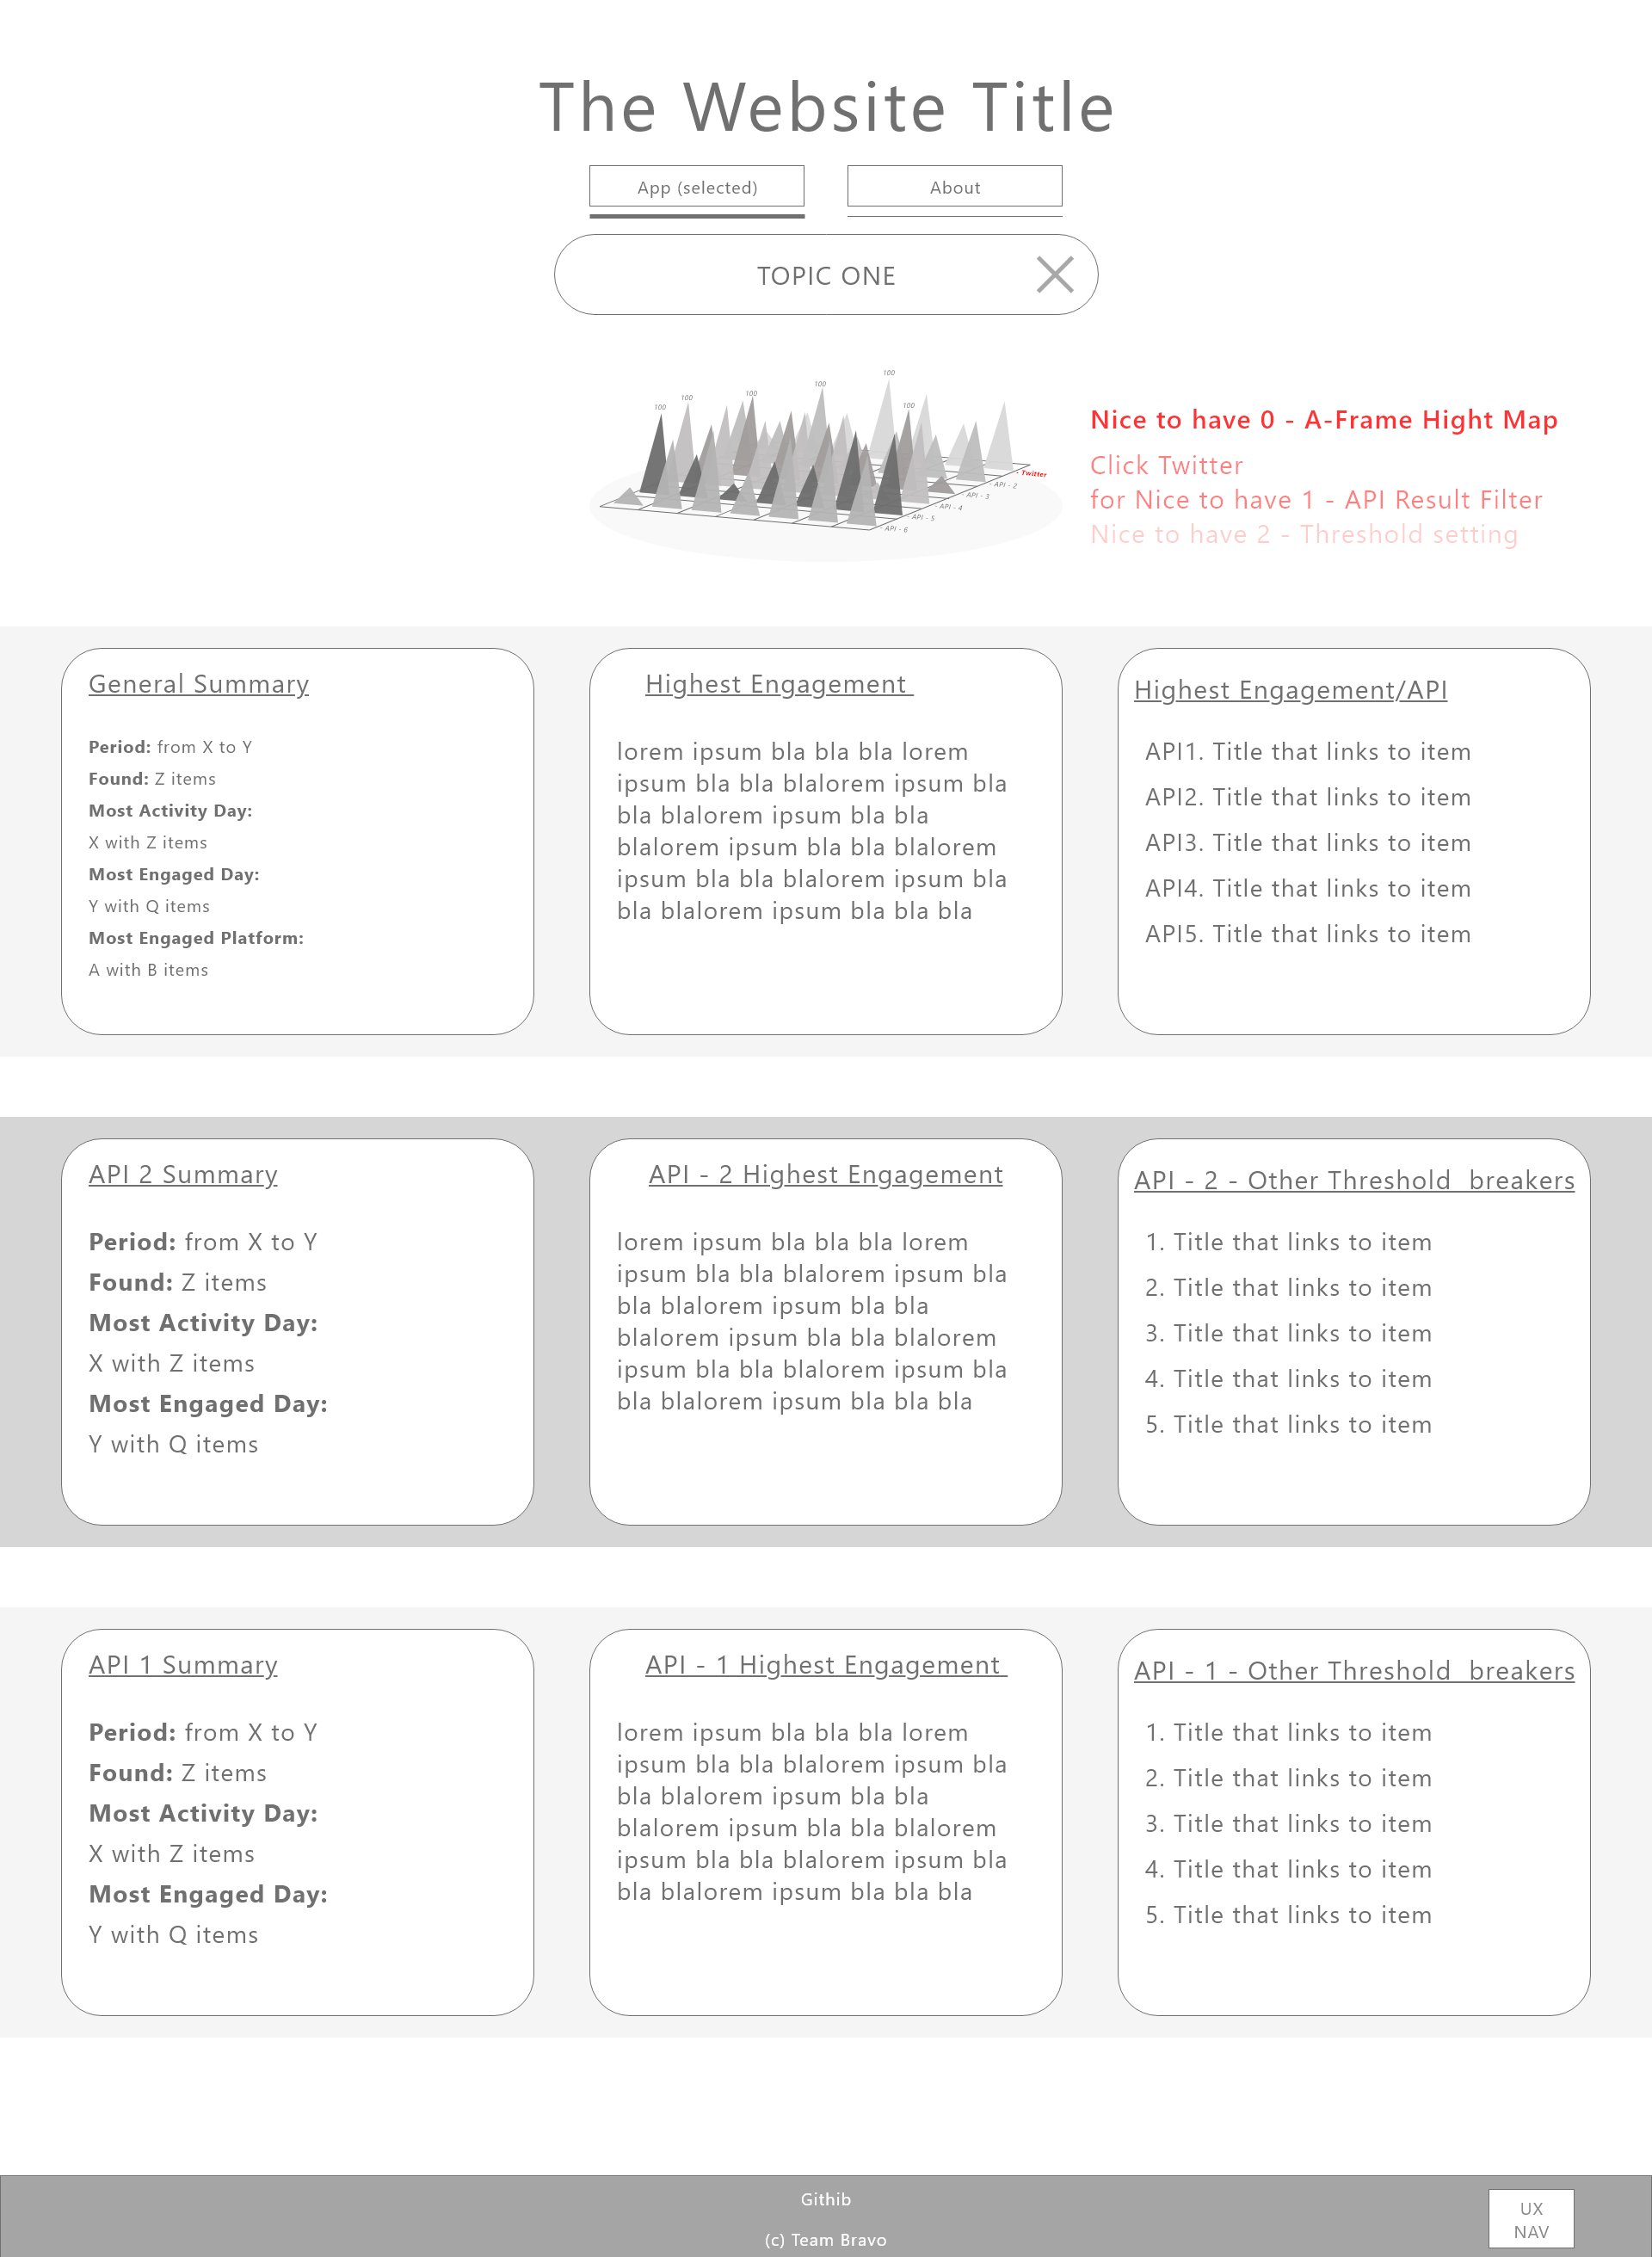 The Website Title
App (selected)
About
TOPIC ONE
100
100
100
100
100
100
- Twitter
- API - 2
- API - 3
- API - 4
- API - 5
- API - 6
Nice to have 0 - A-Frame Hight Map
Click Twitter
for Nice to have 1 - API Result Filter
Nice to have 2 - Threshold setting
General Summary
Period: from X to Y
Found: Z items
Most Activity Day:
X with Z items
Most Engaged Day:
Y with Q items
Most Engaged Platform:
A with B items
Highest Engagement
lorem ipsum bla bla bla lorem
ipsum bla bla blalorem ipsum bla
bla blalorem ipsum bla bla
blalorem ipsum bla bla blalorem
ipsum bla bla blalorem ipsum bla
bla blalorem ipsum bla bla bla
Highest Engagement/API
API1. Title that links to item
API2. Title that links to item
API3. Title that links to item
API4. Title that links to item
API5. Title that links to item
API 2 Summary
Period: from X to Y
Found: Z items
Most Activity Day:
X with Z items
Most Engaged Day:
Y with Q items
API - 2 Highest Engagement
lorem ipsum bla bla bla lorem
ipsum bla bla blalorem ipsum bla
bla blalorem ipsum bla bla
blalorem ipsum bla bla blalorem
ipsum bla bla blalorem ipsum bla
bla blalorem ipsum bla bla bla
API - 2 - Other Threshold  breakers
1. Title that links to item
2. Title that links to item
3. Title that links to item
4. Title that links to item
5. Title that links to item
API 1 Summary
Period: from X to Y
Found: Z items
Most Activity Day:
X with Z items
Most Engaged Day:
Y with Q items
API - 1 Highest Engagement
lorem ipsum bla bla bla lorem
ipsum bla bla blalorem ipsum bla
bla blalorem ipsum bla bla
blalorem ipsum bla bla blalorem
ipsum bla bla blalorem ipsum bla
bla blalorem ipsum bla bla bla
API - 1 - Other Threshold  breakers
1. Title that links to item
2. Title that links to item
3. Title that links to item
4. Title that links to item
5. Title that links to item
Githib
(c) Team Bravo
UX
NAV